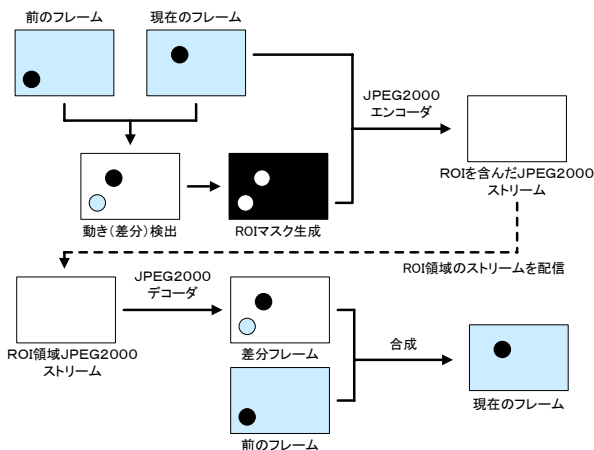 前のフレーム
現在のフレーム
JPEG2000
エンコーダ
ROIを含んだJPEG2000
ストリーム
動き(差分)検出
ROIマスク生成
ROI領域のストリームを配信
JPEG2000
デコーダ
ROI領域JPEG2000
ストリーム
差分フレーム
合成
現在のフレーム
前のフレーム